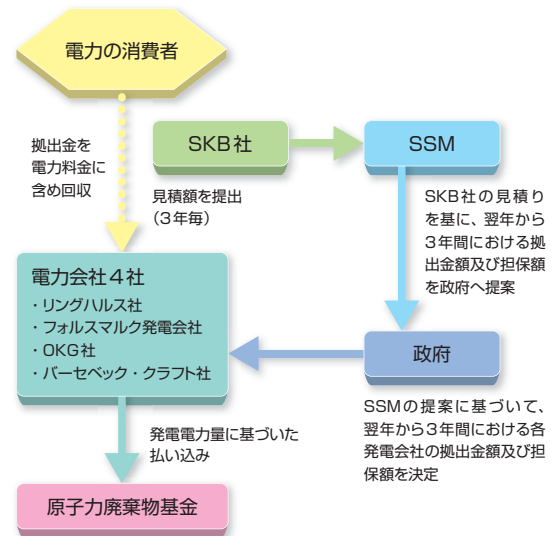 電力の消費者
拠出金を
電力料金に
含め回収
SKB社
見積額を提出
（3年毎）
SSM
SKB社の見積り
を基に、翌年から
3年間における拠
出金額及び担保額
を政府へ提案
電力会社4社
・リングハルス社
・フォルスマルク発電会社
・OKG社
・バーセベック・クラフト社
政府
SSMの提案に基づいて、
翌年から3年間における各
発電会社の拠出金額及び担
保額を決定
発電電力量に基づいた
払い込み
原子力廃棄物基金